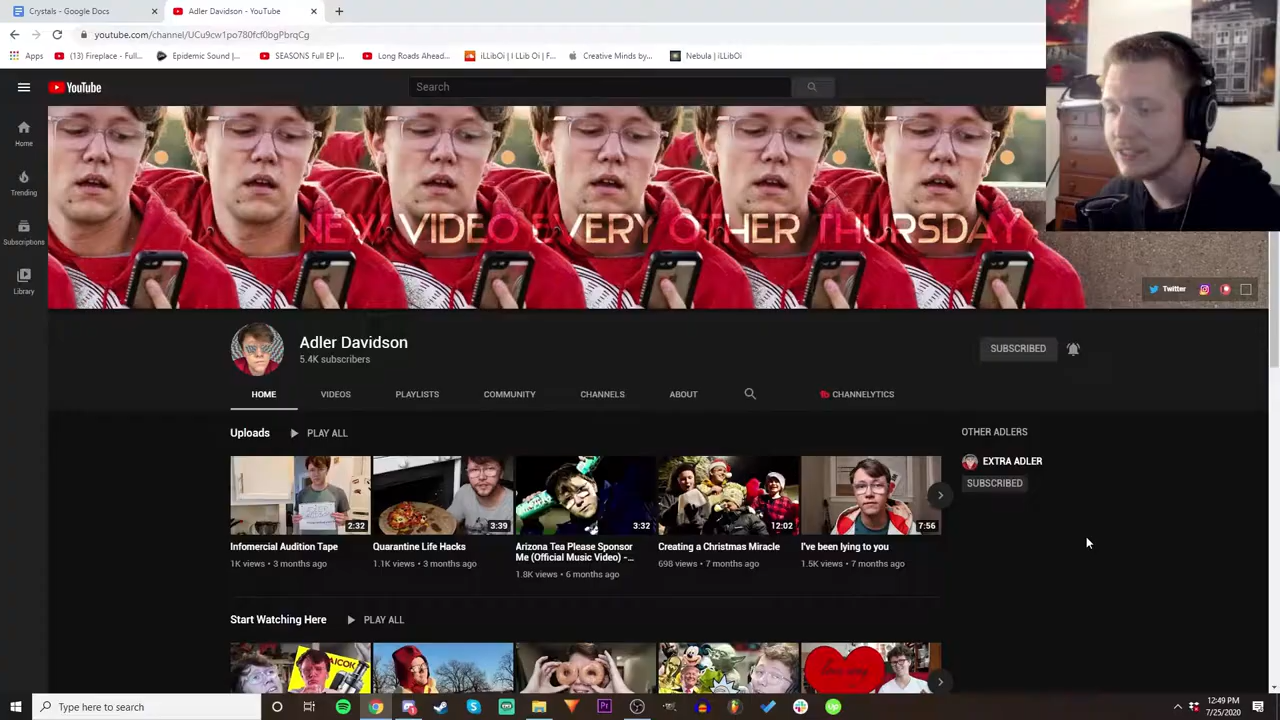 Crystals - Google Docs
Adler Davidson - YouTube
youtube.com/channel/UCu9cw1po780fcf0bgPbrqCg
Apps
(13) Fireplace - Full...
Epidemic Sound |...
SEASONS Full EP |...
Long Roads Ahead...
iLLibOi | I LLib Oi | F...
Creative Minds by...
Nebula | iLLibOi
YouTube
Search
Home
Trending
Subscriptions
Library
NEW VIDEO EVERY OTHER THURSDAY
Twitter
Adler Davidson
5.4K subscribers
SUBSCRIBED
HOME
VIDEOS
PLAYLISTS
COMMUNITY
CHANNELS
ABOUT
CHANNELYTICS
Uploads
PLAY ALL
OTHER ADLERS
EXTRA ADLER
SUBSCRIBED
2:32
3:39
3:32
12:02
7:56
Infomercial Audition Tape
1K views • 3 months ago
Quarantine Life Hacks
1.1K views • 3 months ago
Arizona Tea Please Sponsor
Me (Official Music Video) -...
1.8K views • 6 months ago
Creating a Christmas Miracle
698 views • 7 months ago
I've been lying to you
1.5K views • 7 months ago
Start Watching Here
PLAY ALL
Type here to search
12:49 PM
7/25/2020